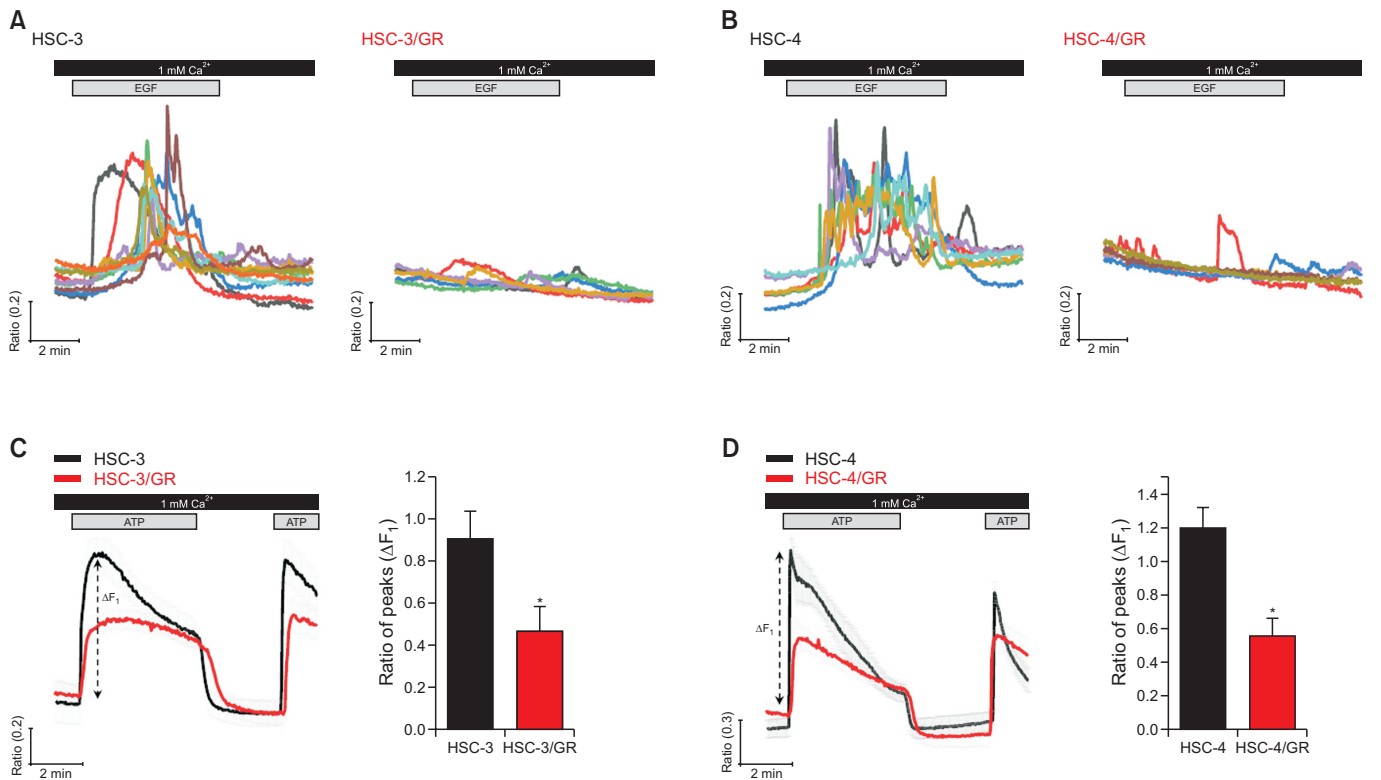 A
HSC-3
1 mM Ca²⁺
EGF
Ratio (0.2)
2 min
HSC-3/GR
1 mM Ca²⁺
EGF
Ratio (0.2)
2 min
B
HSC-4
1 mM Ca²⁺
EGF
Ratio (0.2)
2 min
HSC-4/GR
1 mM Ca²⁺
EGF
Ratio (0.2)
2 min
C
HSC-3
HSC-3/GR
1 mM Ca²⁺
ATP ATP
ΔF₁
Ratio (0.2)
2 min
Ratio of peaks (ΔF₁)
1.2
1.0
0.8
0.6
0.4
0.2
0.0
*
HSC-3 HSC-3/GR
D
HSC-4
HSC-4/GR
1 mM Ca²⁺
ATP ATP
ΔF₁
Ratio (0.3)
2 min
Ratio of peaks (ΔF₁)
1.4
1.2
1.0
0.8
0.6
0.4
0.2
0.0
*
HSC-4 HSC-4/GR